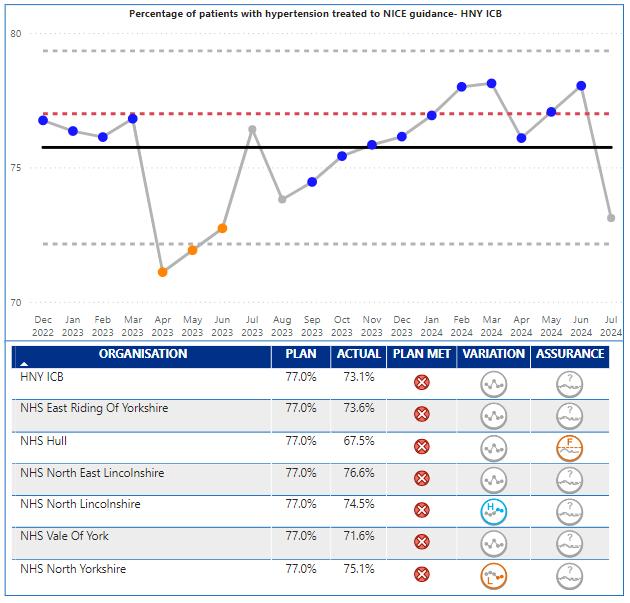 Percentage of patients with hypertension treated to NICE guidance- HNY ICB
80
75
70
Dec Jan Feb Mar Apr May Jun Jul Aug Sep Oct Nov Dec Jan Feb Mar Apr May Jun Jul
2022 2023 2023 2023 2023 2023 2023 2023 2023 2023 2023 2023 2023 2024 2024 2024 2024 2024 2024 2024
ORGANISATION PLAN ACTUAL PLAN MET VARIATION ASSURANCE
HNY ICB 77.0% 73.1% ?
NHS East Riding Of Yorkshire 77.0% 73.6% ?
NHS Hull 77.0% 67.5% F
NHS North East Lincolnshire 77.0% 76.6% ?
NHS North Lincolnshire 77.0% 74.5% H ?
NHS Vale Of York 77.0% 71.6% ?
NHS North Yorkshire 77.0% 75.1% L ?